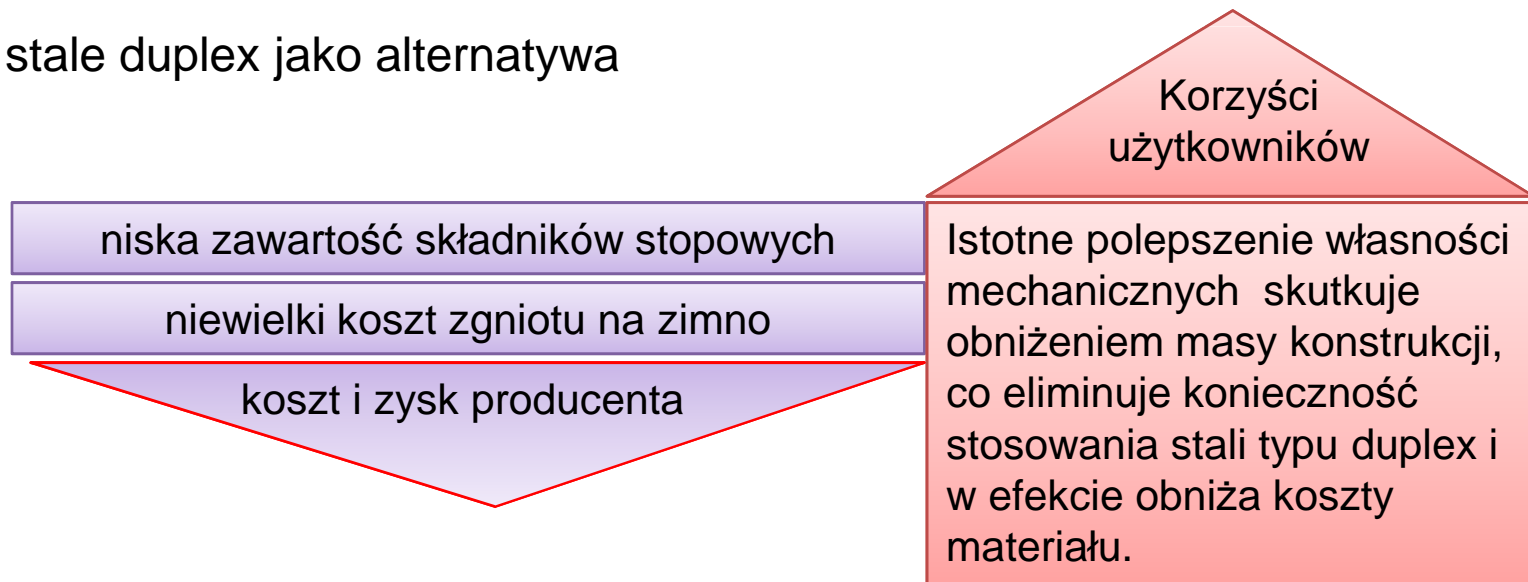 stale duplex jako alternatywa
Korzyści
użytkowników
niska zawartość składników stopowych
niewielki koszt zgniotu na zimno
koszt i zysk producenta
Istotne polepszenie własności
mechanicznych  skutkuje
obniżeniem masy konstrukcji,
co eliminuje konieczność
stosowania stali typu duplex i
w efekcie obniża koszty
materiału.